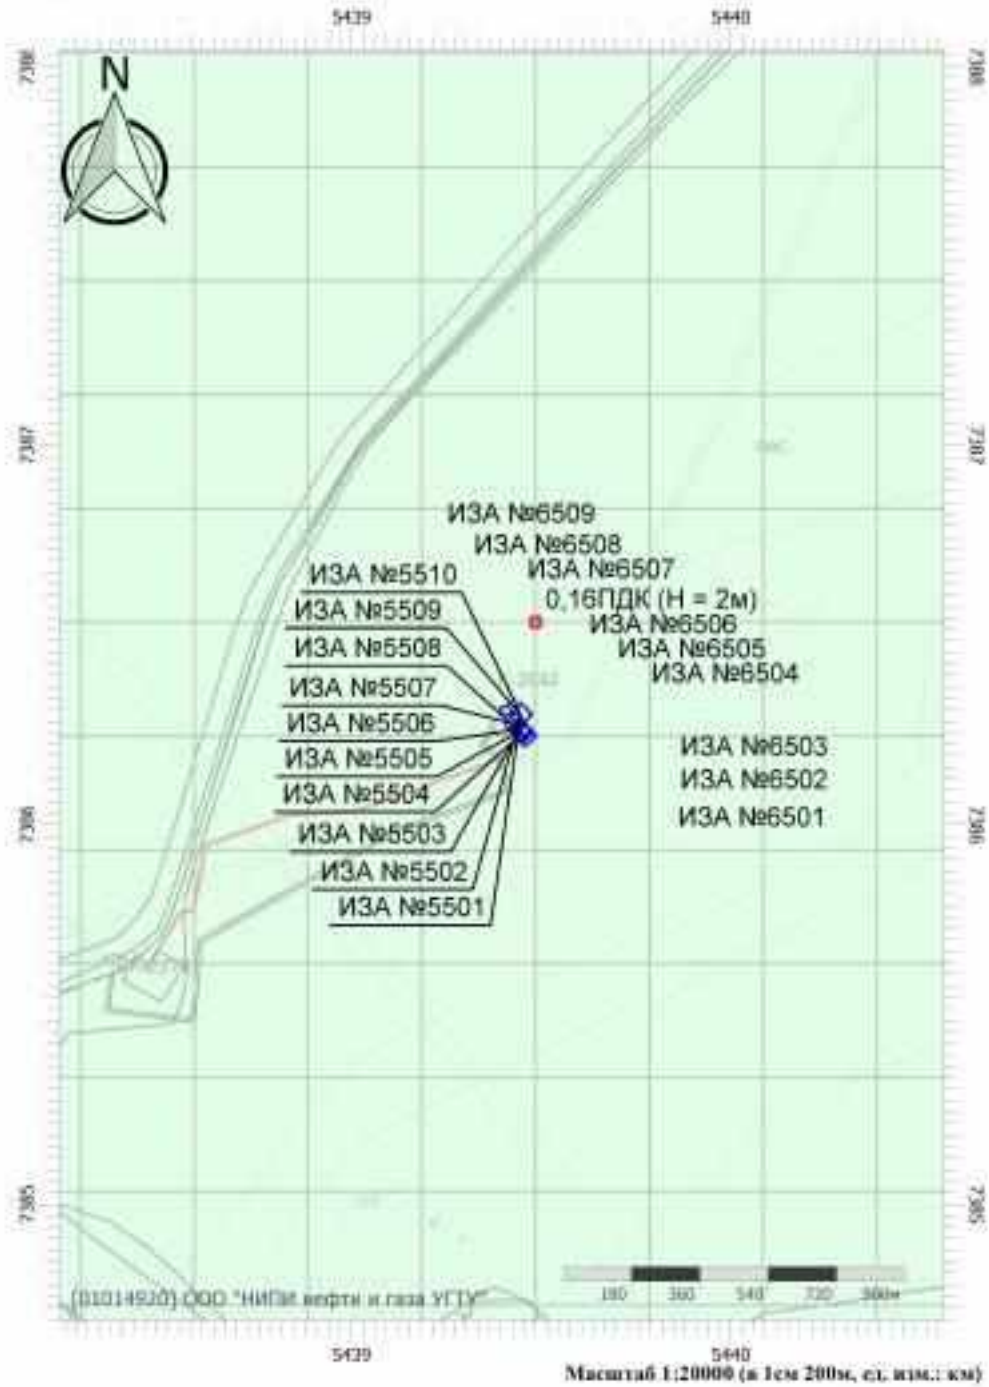 5439 5440
7388 7388
N
7387 7387
ИЗА №6509
ИЗА №6508
ИЗА №6507
ИЗА №5510
0,16ПДК (Н = 2м)
ИЗА №5509
ИЗА №6506
ИЗА №6505
ИЗА №5508
ИЗА №6504
ИЗА №5507
ИЗА №5506
ИЗА №6503
ИЗА №5505
ИЗА №6502
ИЗА №5504
ИЗА №6501
7386 7386
ИЗА №5503
ИЗА №5502
ИЗА №5501
7385 7385
180 360 540 720 900м
(01014920) ООО "НИПИ нефти и газа УГТУ"
5439 5440
Масштаб 1:20000 (в 1см 200м, ед. изм.: км)